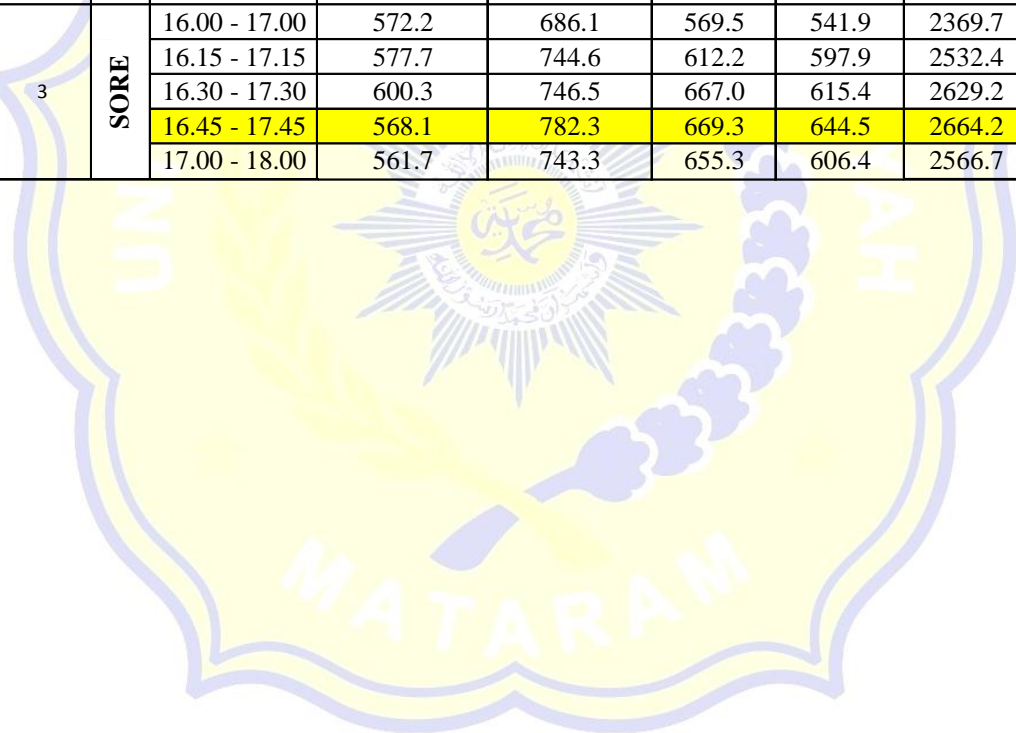 16.00 - 17.00 572.2 686.1 569.5 541.9 2369.7
16.15 - 17.15 577.7 744.6 612.2 597.9 2532.4
3 SORE 16.30 - 17.30 600.3 746.5 667.0 615.4 2629.2
16.45 - 17.45 568.1 782.3 669.3 644.5 2664.2
17.00 - 18.00 561.7 743.3 655.3 606.4 2566.7
UN
AH
MATARAM